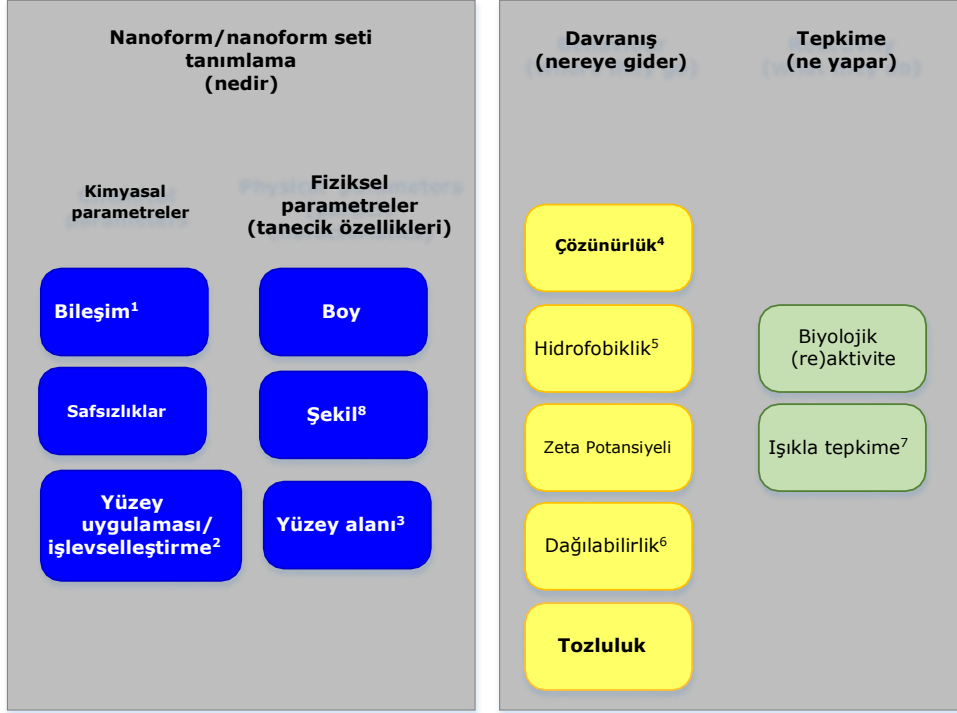 Nanoform/nanoform seti
tanımlama
(nedir)
Kimyasal
parametreler
Fiziksel
parametreler
(tanecik özellikleri)
Bileşim¹
Boy
Safsızlıklar
Şekil⁸
Yüzey
uygulaması/
işlevselleştirme²
Yüzey alanı³
Davranış
(nereye gider)
Tepkime
(ne yapar)
Çözünürlük⁴
Hidrofobiklik⁵
Zeta Potansiyeli
Dağılabilirlik⁶
Tozluluk
Biyolojik
(re)aktivite
Işıkla tepkime⁷